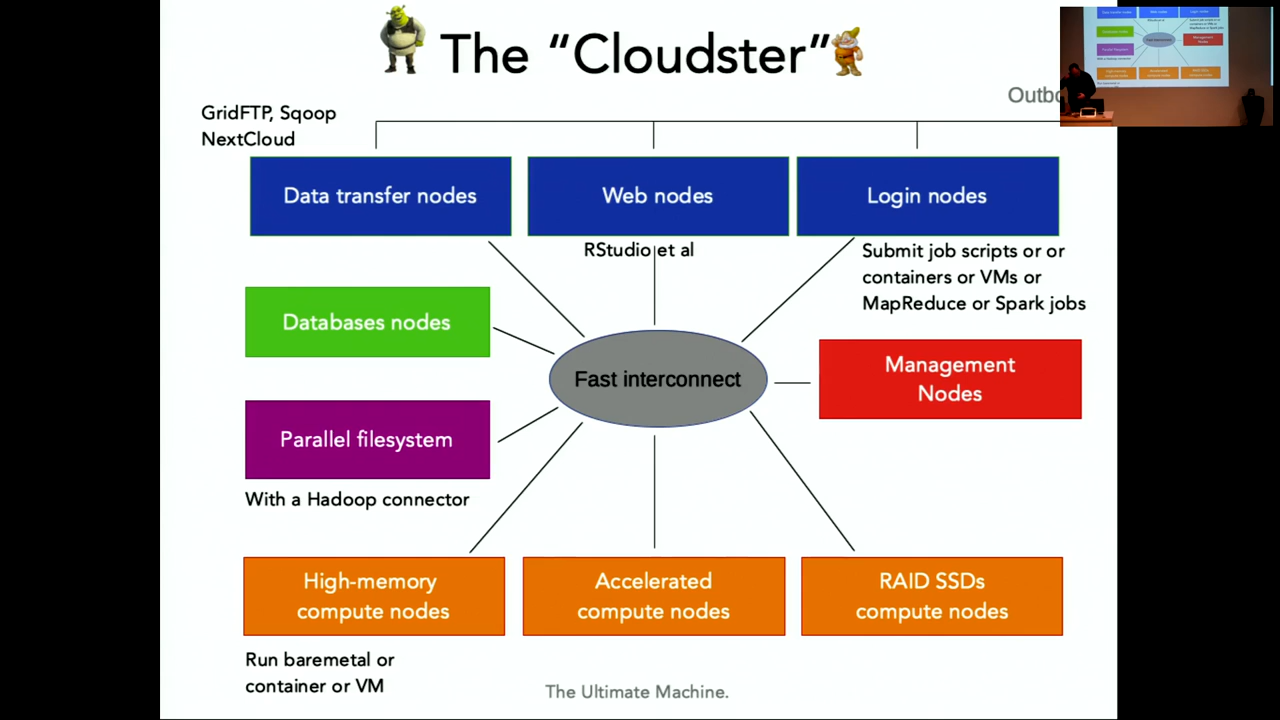 The “Cloudster”
GridFTP, Sqoop
NextCloud
Data transfer nodes
Web nodes
Login nodes
RStudio et al
Submit job scripts or or
containers or VMs or
MapReduce or Spark jobs
Databases nodes
Fast interconnect
Management
Nodes
Parallel filesystem
With a Hadoop connector
High-memory
compute nodes
Accelerated
compute nodes
RAID SSDs
compute nodes
Run baremetal or
container or VM
The Ultimate Machine.